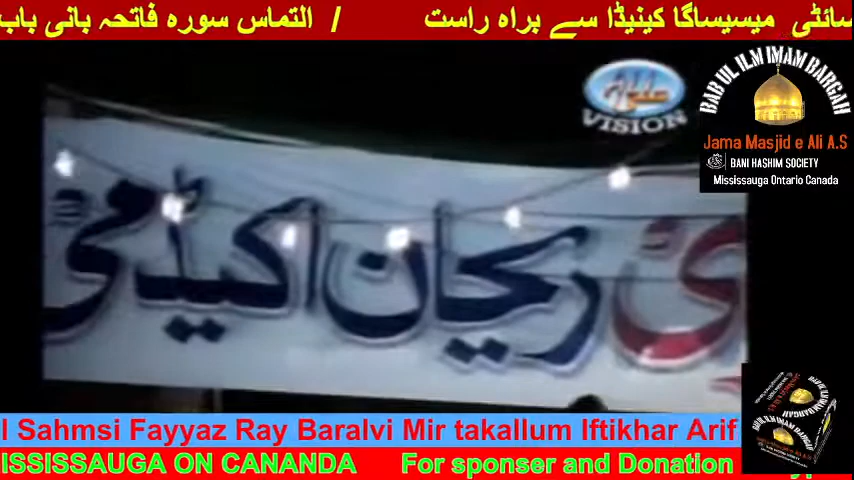 سائٹی میسیساگا کینیڈا سے براہ راست / التماس سورہ فاتحہ بانی باب
VISION
BAB UL ILM IMAM BARGAH
Jama Masjid e Ali A.S
BANI HASHIM SOCIETY
Mississauga Ontario Canada
ریحان اکیڈمی
l Sahmsi Fayyaz Ray Baralvi Mir takallum Iftikhar Arif
ISSISSAUGA ON CANANDA For sponser and Donation